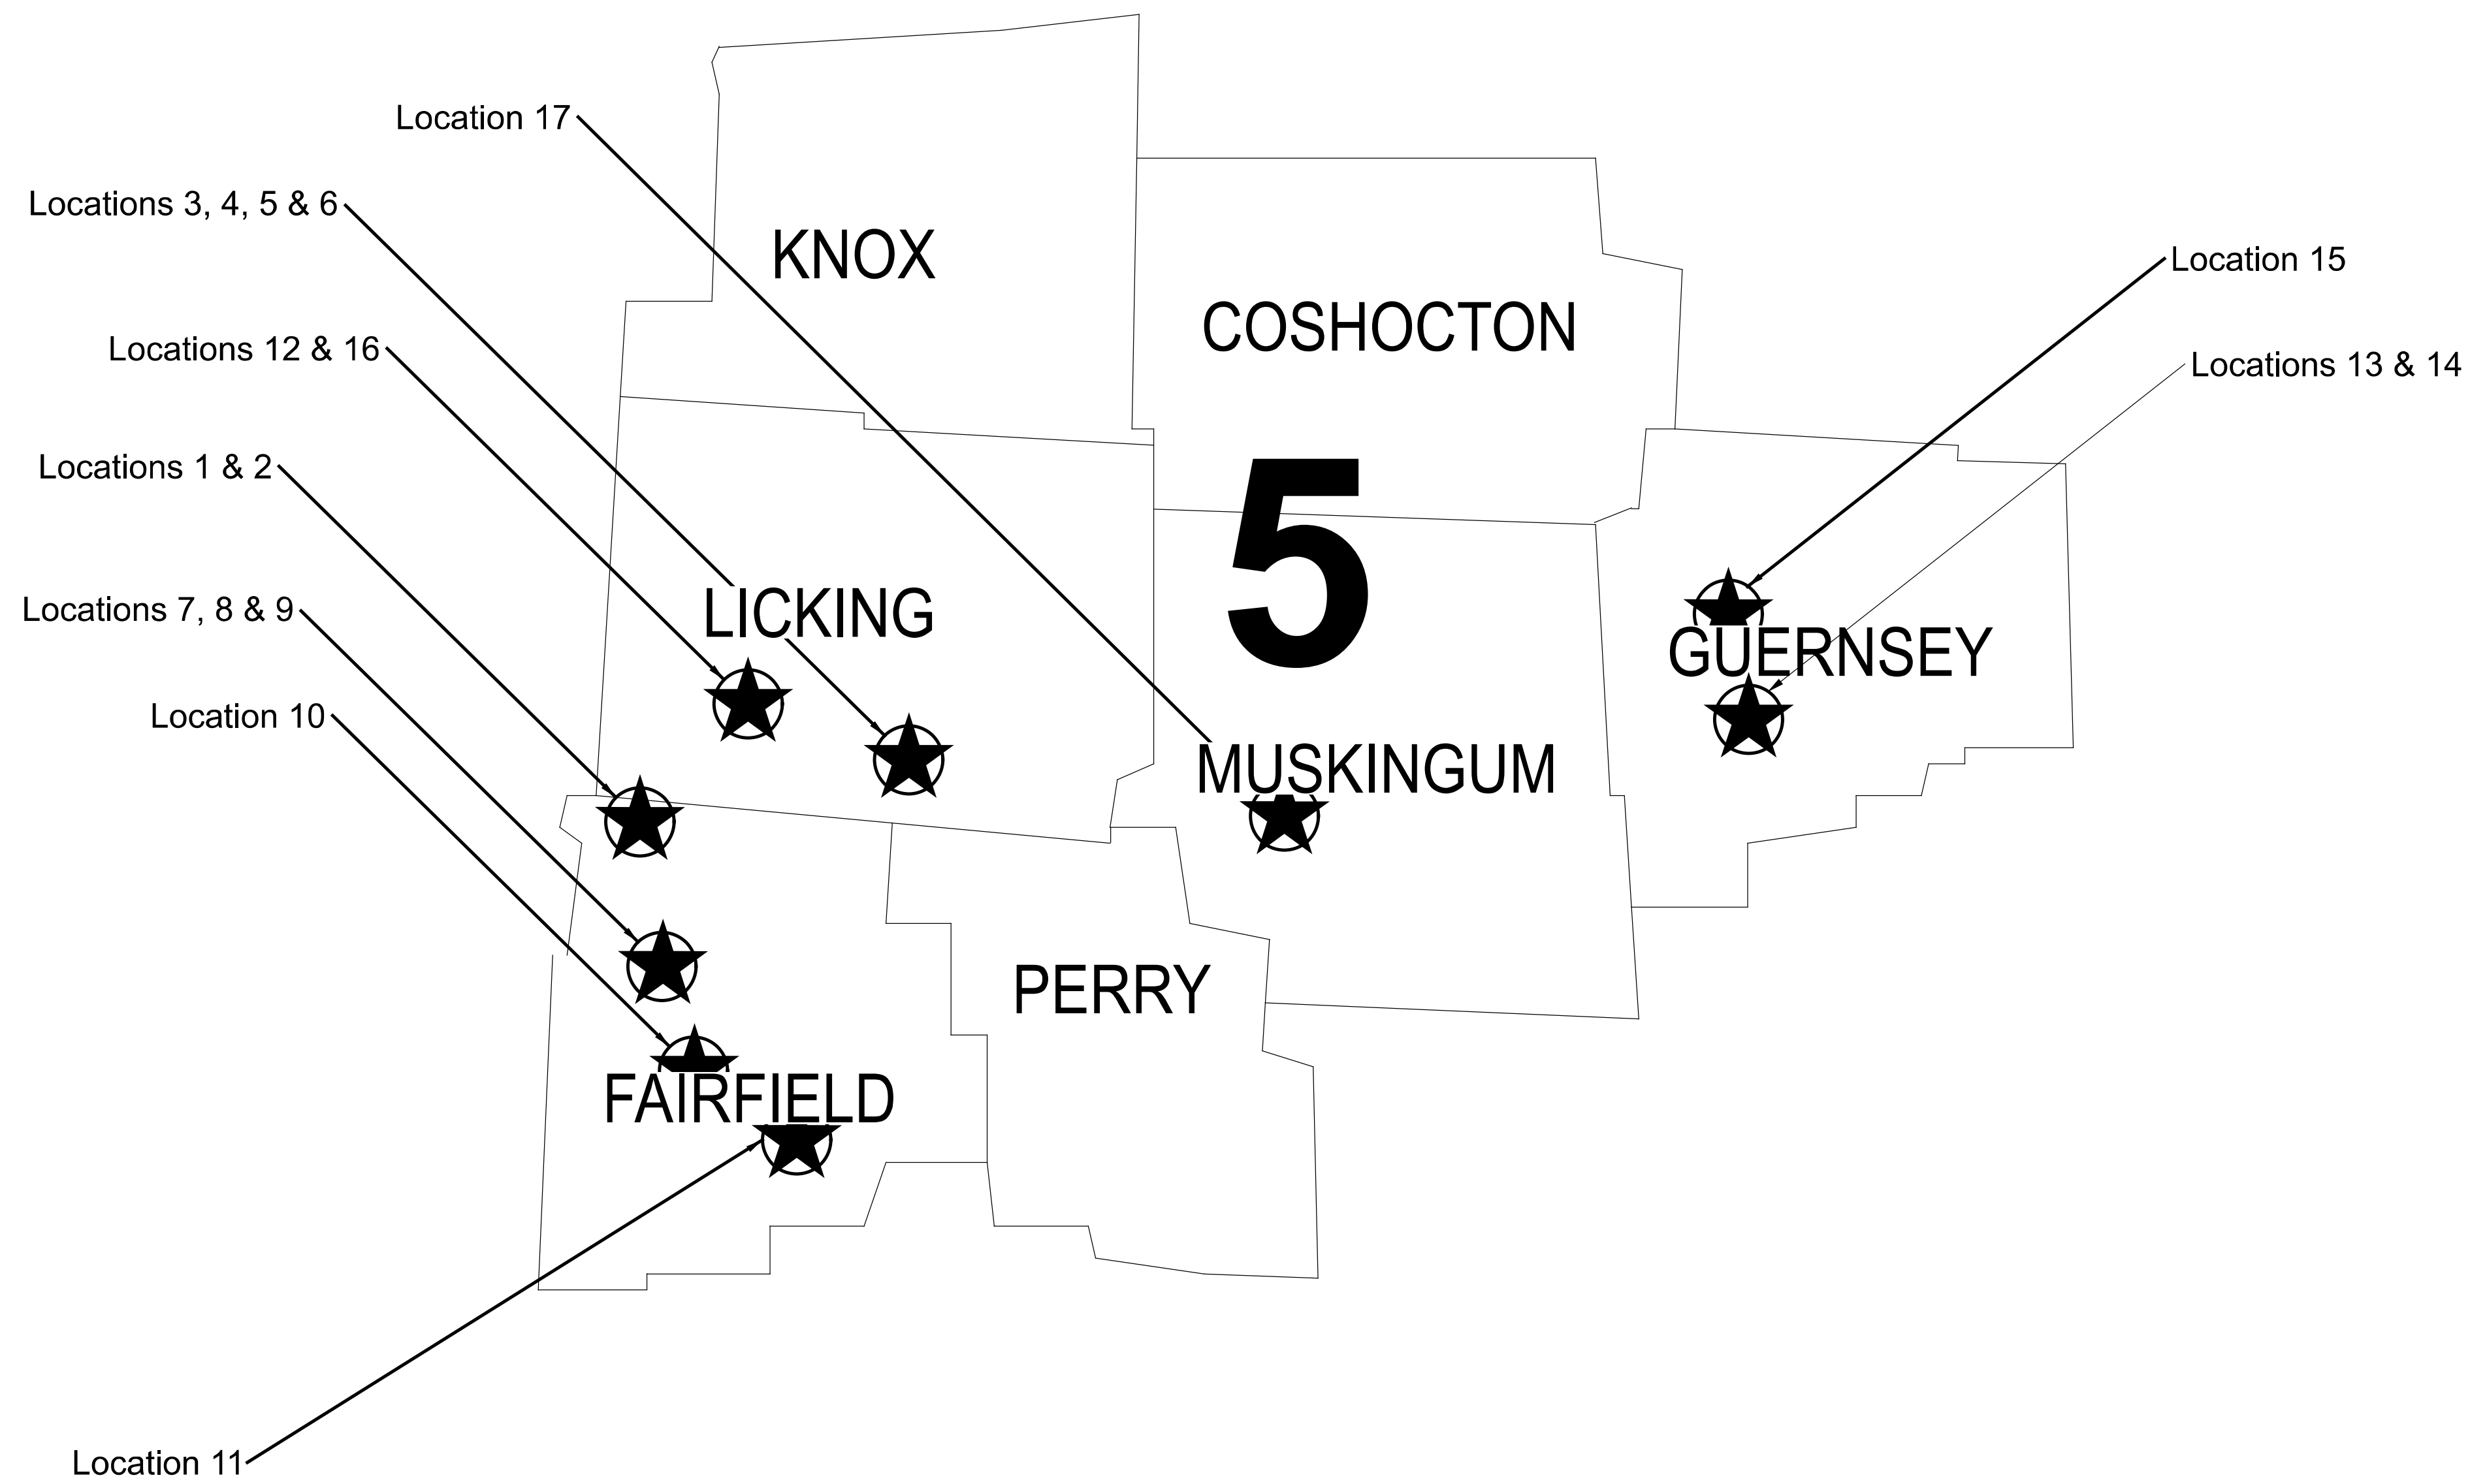 Location 17
Locations 3, 4, 5 & 6
KNOX
Location 15
COSHOCTON
Locations 12 & 16
Locations 13 & 14
Locations 1 & 2
5
Locations 7, 8 & 9
LICKING
GUERNSEY
Location 10
MUSKINGUM
PERRY
FAIRFIELD
Location 11